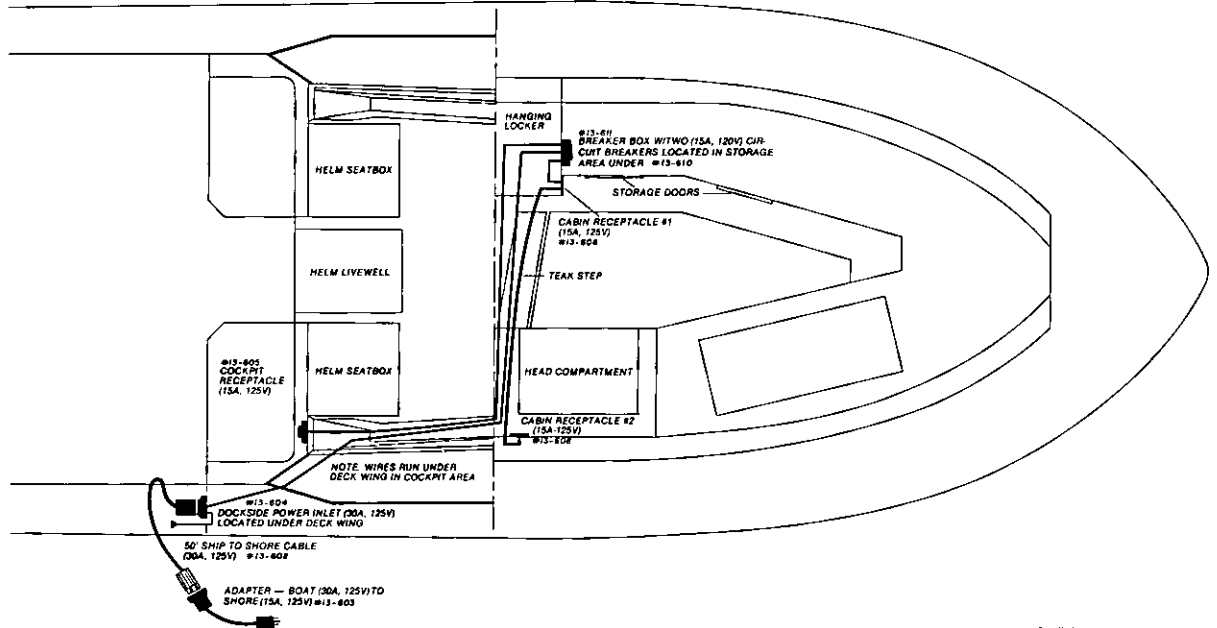 HANGING
LOCKER
#13-611
BREAKER BOX W/TWO (15A, 120V) CIR-
CUIT BREAKERS LOCATED IN STORAGE
AREA UNDER #13-610
HELM SEATBOX
STORAGE DOORS
CABIN RECEPTACLE #1
(15A, 125V)
#13-608
HELM LIVEWELL
TEAK STEP
#13-605
COCKPIT
RECEPTACLE
(15A, 125V)
HELM SEATBOX
HEAD COMPARTMENT
CABIN RECEPTACLE #2
(15A-125V)
#13-608
NOTE. WIRES RUN UNDER
DECK WING IN COCKPIT AREA
#13-604
DOCKSIDE POWER INLET (30A, 125V)
LOCATED UNDER DECK WING
50' SHIP TO SHORE CABLE
(30A, 125V) #13-602
ADAPTER — BOAT (30A, 125V) TO
SHORE (15A, 125V) #13-603